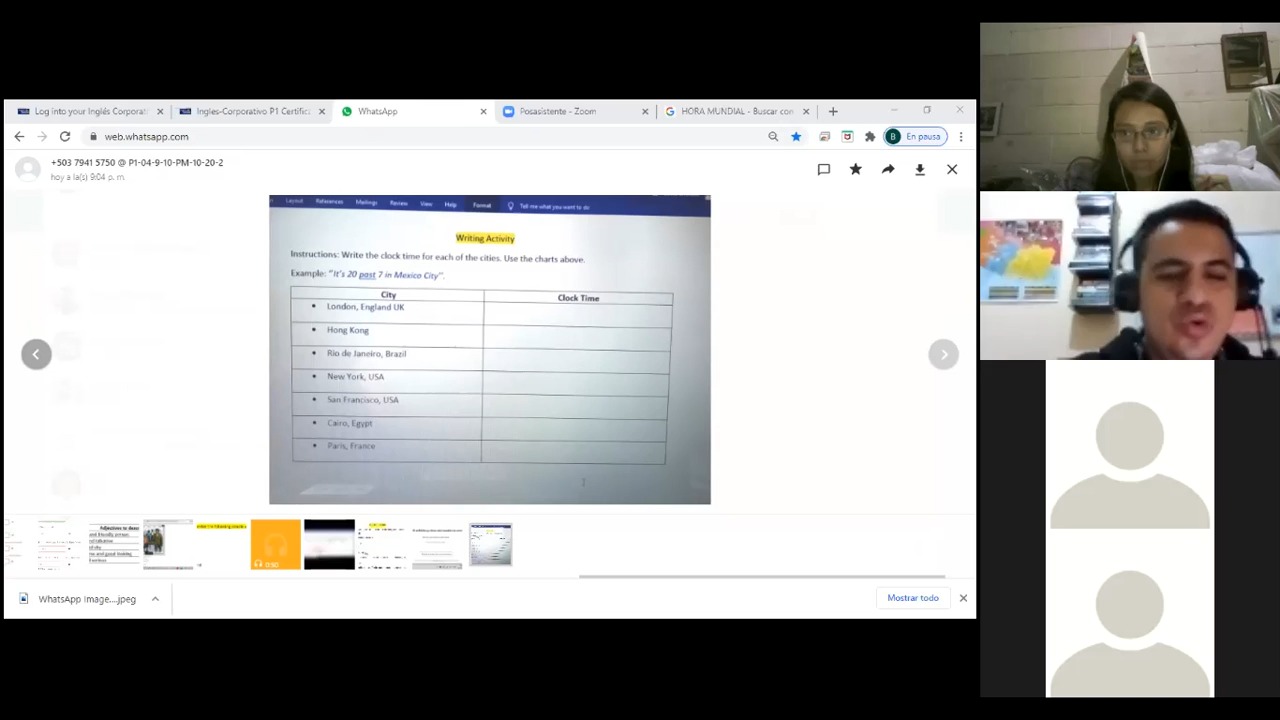 Log into your Inglés Corporat
Ingles-Corporativo P1 Certific
WhatsApp
Posasistente - Zoom
HORA MUNDIAL - Buscar con
web.whatsapp.com
B
En pausa
+503 7941 5750 @ P1-04-9-10-PM-10-20-2
hoy a la(s) 9:04 p. m.
Layout References Mailings Review View Help Format Tell me what you want to do
Writing Activity
Instructions: Write the clock time for each of the cities. Use the charts above.
Example: "It's 20 past 7 in Mexico City".
City Clock Time
• London, England UK
• Hong Kong
• Rio de Janeiro, Brazil
• New York, USA
• San Francisco, USA
• Cairo, Egypt
• Paris, France
0:50
WhatsApp Image....jpeg
Mostrar todo